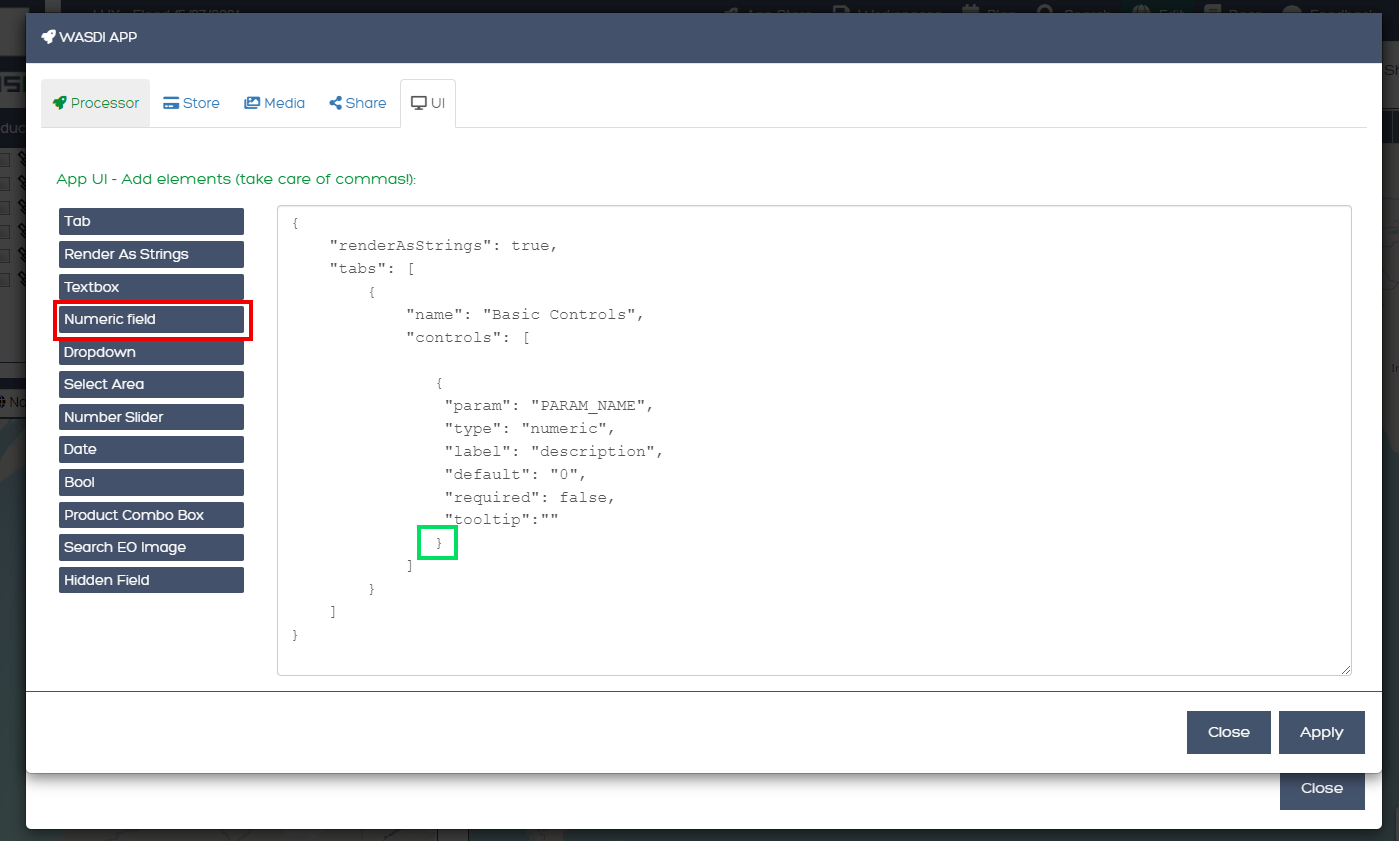 WASDI APP
Processor Store Media Share UI
App UI - Add elements (take care of commas!):
Tab
Render As Strings
Textbox
Numeric field
Dropdown
Select Area
Number Slider
Date
Bool
Product Combo Box
Search EO Image
Hidden Field
{
"renderAsStrings": true,
"tabs": [
{
"name": "Basic Controls",
"controls": [
{
"param": "PARAM_NAME",
"type": "numeric",
"label": "description",
"default": "0",
"required": false,
"tooltip":""
}
]
}
]
}
Close Apply
Close